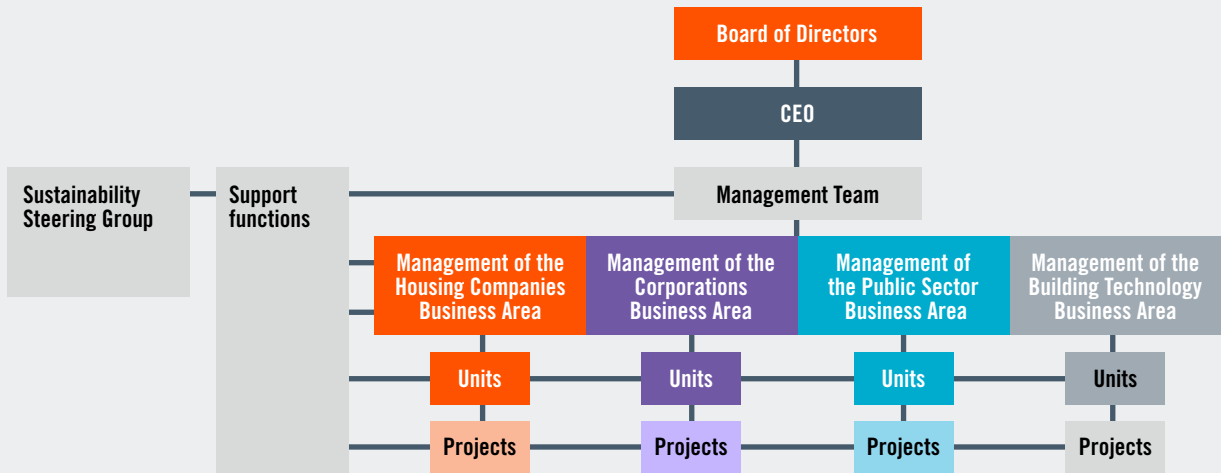 Board of Directors
CEO
Sustainability
Steering Group
Support
functions
Management Team
Management of the
Housing Companies
Business Area
Management of the
Corporations
Business Area
Management of
the Public Sector
Business Area
Management of the
Building Technology
Business Area
Units
Units
Units
Units
Projects
Projects
Projects
Projects